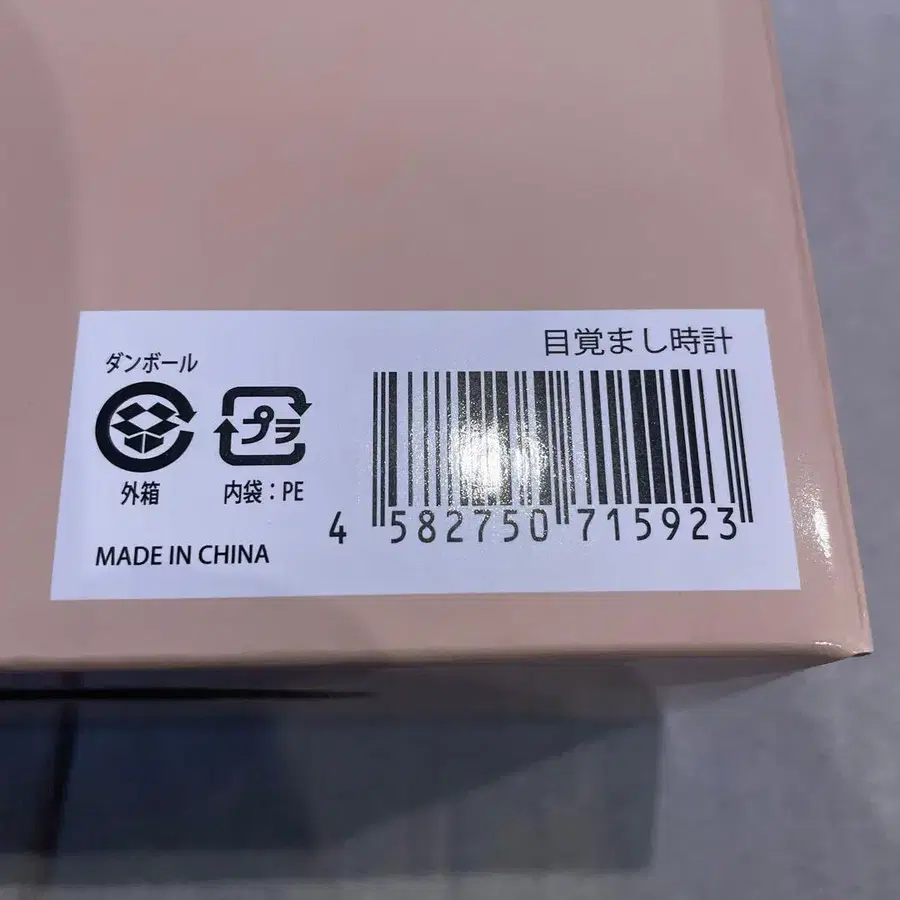 目覚まし時計
ダンボール
プラ
外箱
内袋：PE
MADE IN CHINA
4 582750 715923